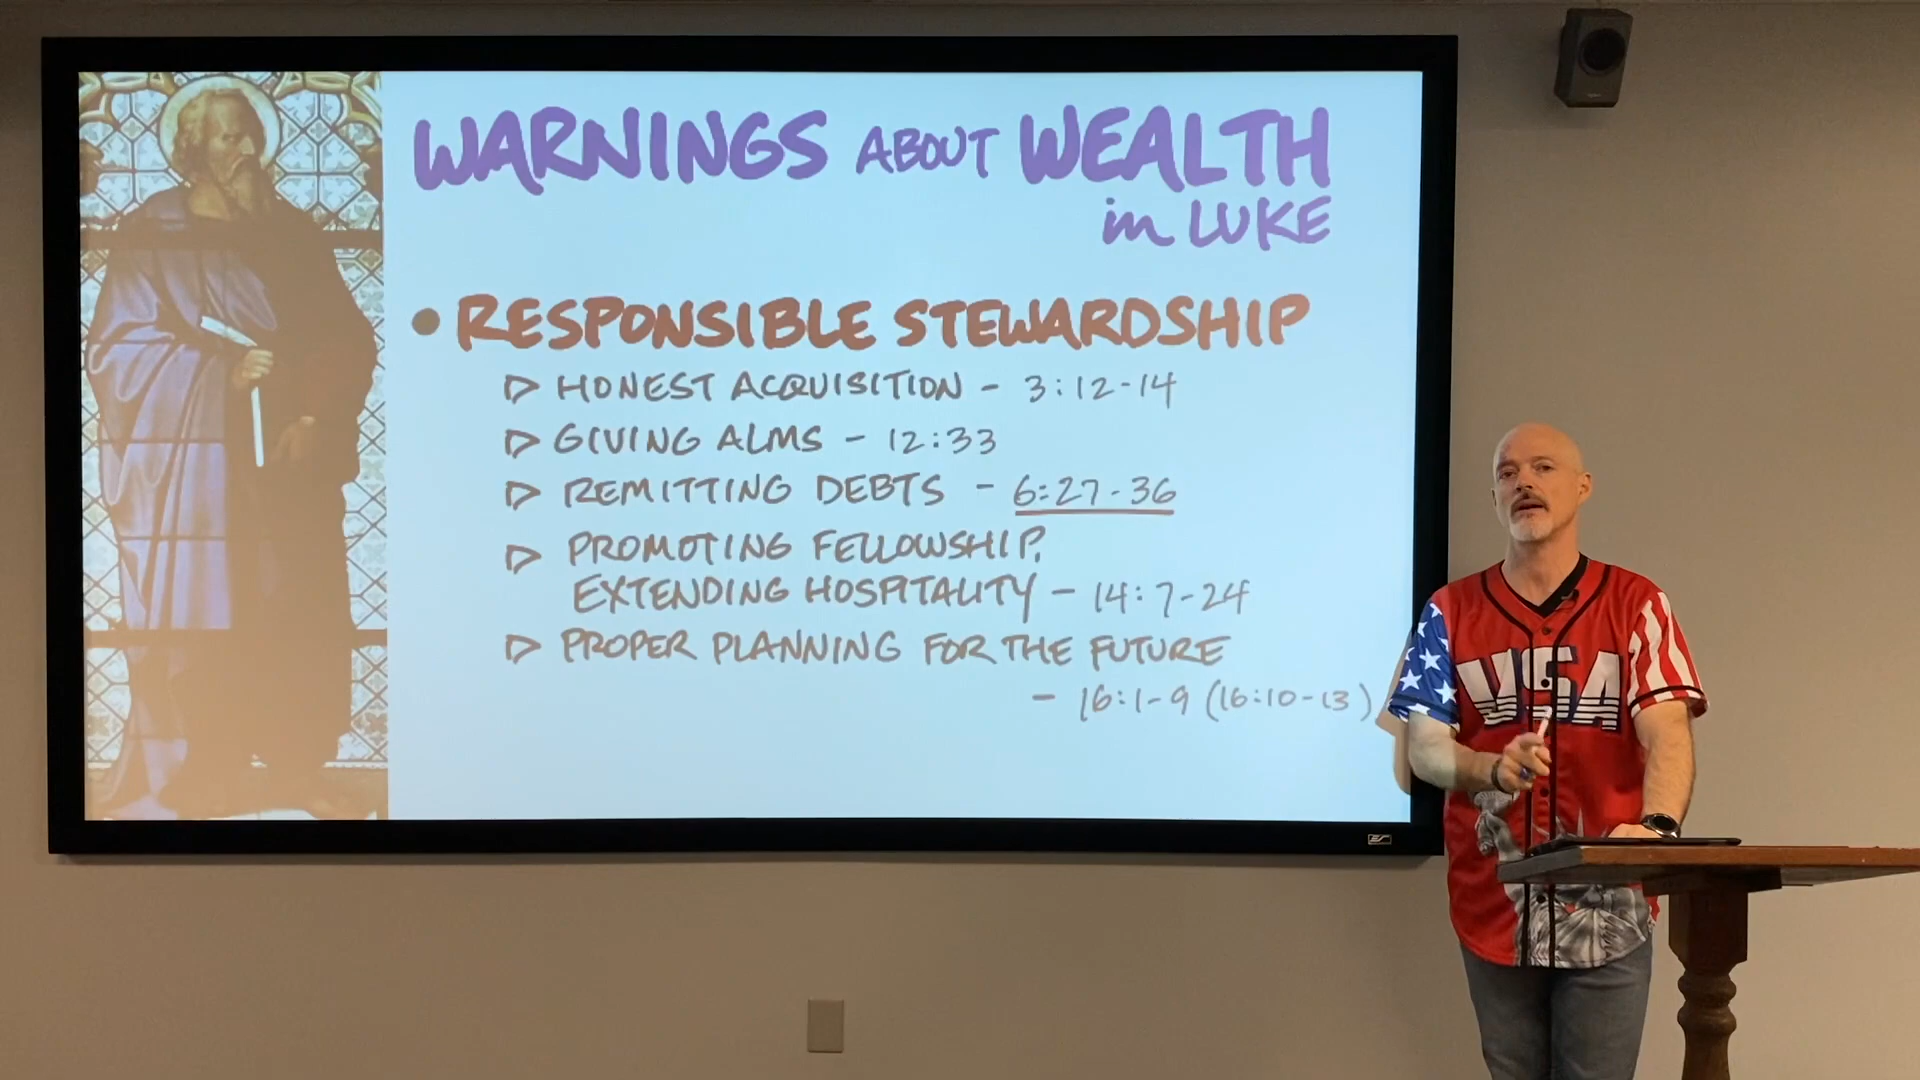 WARNINGS ABOUT WEALTH
in LUKE
• RESPONSIBLE STEWARDSHIP
▷ HONEST ACQUISITION - 3:12-14
▷ GIVING ALMS - 12:33
▷ REMITTING DEBTS - 6:27-36
▷ PROMOTING FELLOWSHIP,
EXTENDING HOSPITALITY - 14:7-24
▷ PROPER PLANNING FOR THE FUTURE
- 16:1-9 (16:10-13)
USA